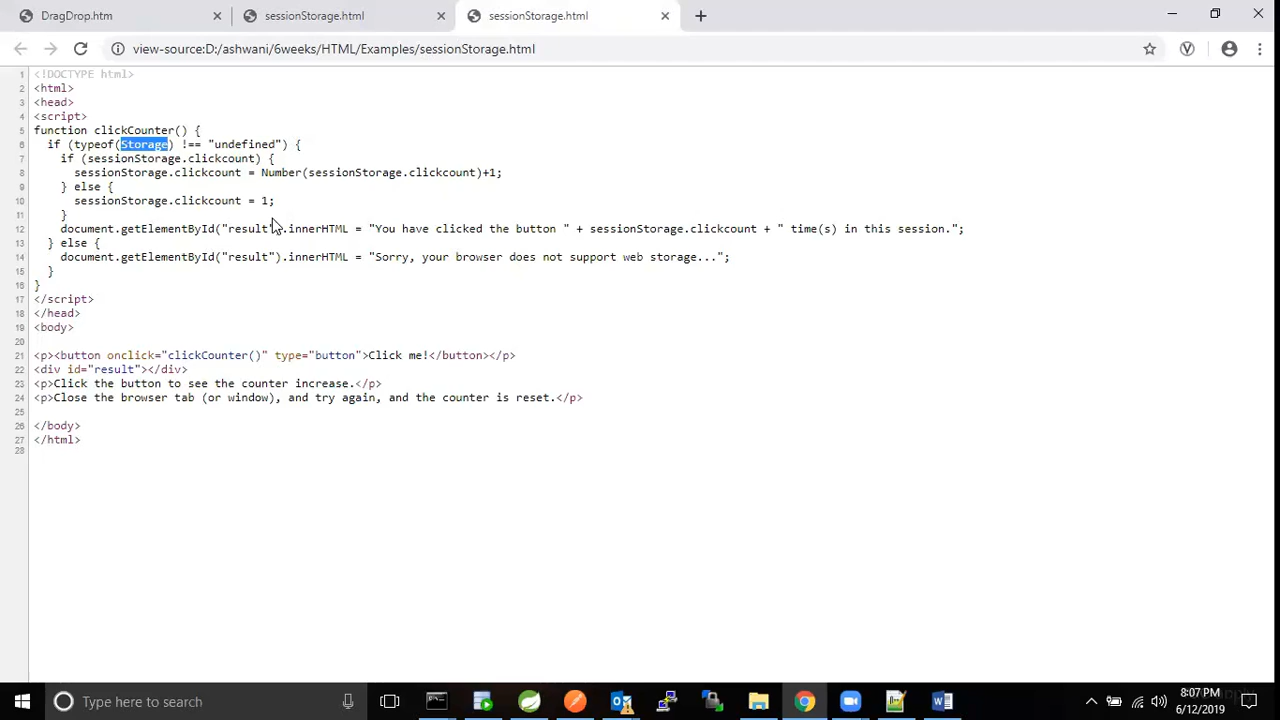 DragDrop.htm
sessionStorage.html
sessionStorage.html
view-source:D:/ashwani/6weeks/HTML/Examples/sessionStorage.html
1 <!DOCTYPE html>
2 <html>
3 <head>
4 <script>
5 function clickCounter() {
6 if (typeof(Storage) !== "undefined") {
7 if (sessionStorage.clickcount) {
8 sessionStorage.clickcount = Number(sessionStorage.clickcount)+1;
9 } else {
10 sessionStorage.clickcount = 1;
11 }
12 document.getElementById("result").innerHTML = "You have clicked the button " + sessionStorage.clickcount + " time(s) in this session.";
13 } else {
14 document.getElementById("result").innerHTML = "Sorry, your browser does not support web storage...";
15 }
16 }
17 </script>
18 </head>
19 <body>
20
21 <p><button onclick="clickCounter()" type="button">Click me!</button></p>
22 <div id="result"></div>
23 <p>Click the button to see the counter increase.</p>
24 <p>Close the browser tab (or window), and try again, and the counter is reset.</p>
25
26 </body>
27 </html>
28
Type here to search
8:07 PM
6/12/2019